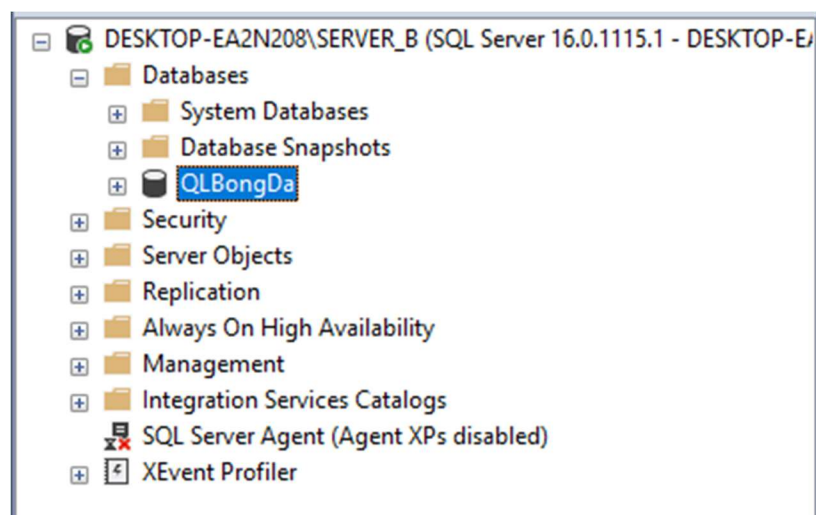 DESKTOP-EA2N208\SERVER_B (SQL Server 16.0.1115.1 - DESKTOP-EA
Databases
System Databases
Database Snapshots
QLBongDa
Security
Server Objects
Replication
Always On High Availability
Management
Integration Services Catalogs
SQL Server Agent (Agent XPs disabled)
XEvent Profiler